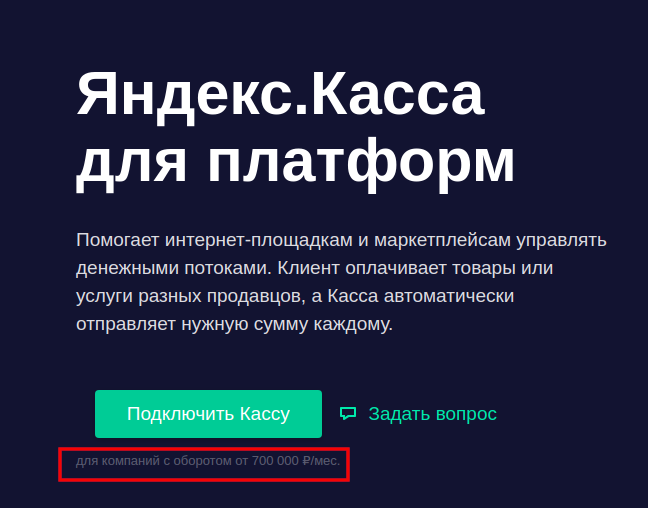 Яндекс.Касса
для платформ
Помогает интернет-площадкам и маркетплейсам управлять
денежными потоками. Клиент оплачивает товары или
услуги разных продавцов, а Касса автоматически
отправляет нужную сумму каждому.
Подключить Кассу
Задать вопрос
для компаний с оборотом от 700 000 ₽/мес.